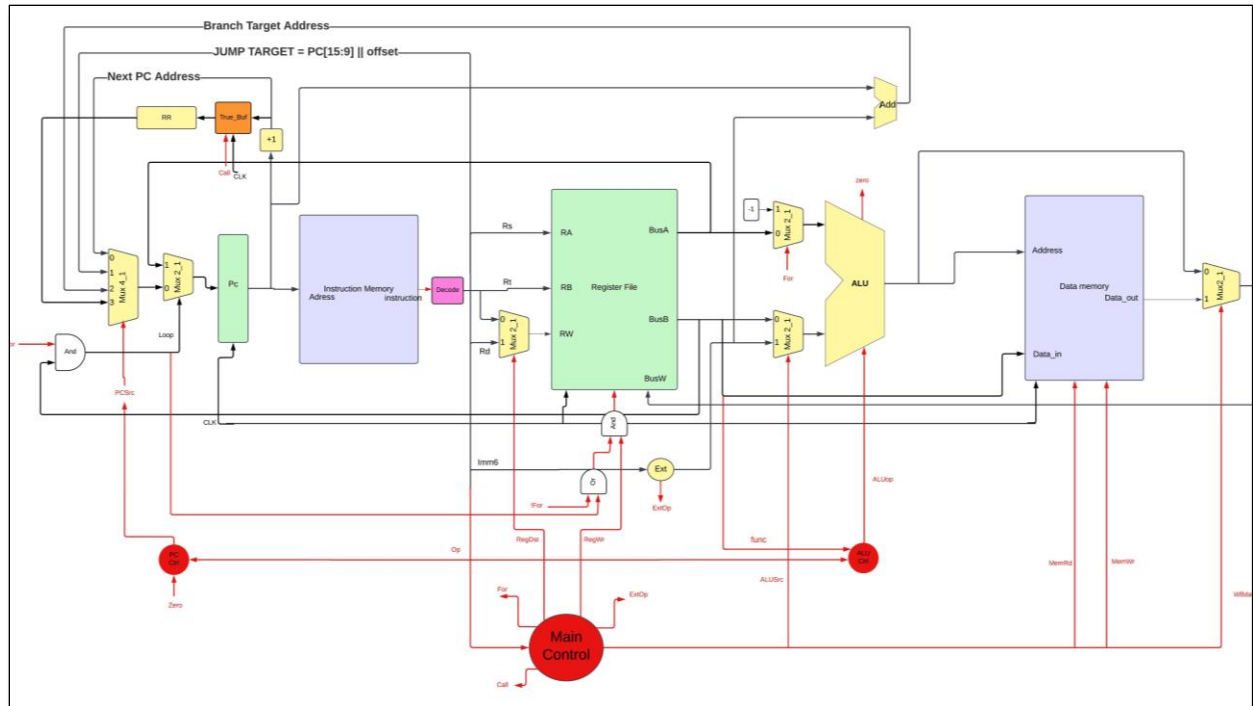 Branch Target Address
JUMP TARGET = PC[15:9] || offset
Next PC Address
RR
True_Buf
+1
Call
CLK
Add
0
1
2
3
Mux 4_1
1
0
Mux 2_1
Pc
Loop
And
PCSrc
Instruction Memory
Adress
instruction
Decode
Rs
Rt
Rd
0
1
Mux 2_1
RA
RB
RW
BusA
Register File
BusB
BusW
-1
1
0
Mux 2_1
For
0
1
Mux 2_1
zero
ALU
Address
Data memory
Data_out
Data_in
0
1
Mux2_1
CLK
And
Or
!For
Imm6
Ext
ExtOp
ALUop
RegDst
RegWr
func
ALUSrc
MemRd
MemWr
PC
Ctrl
Op
ALU
Ctrl
Zero
For
ExtOp
Main
Control
Call